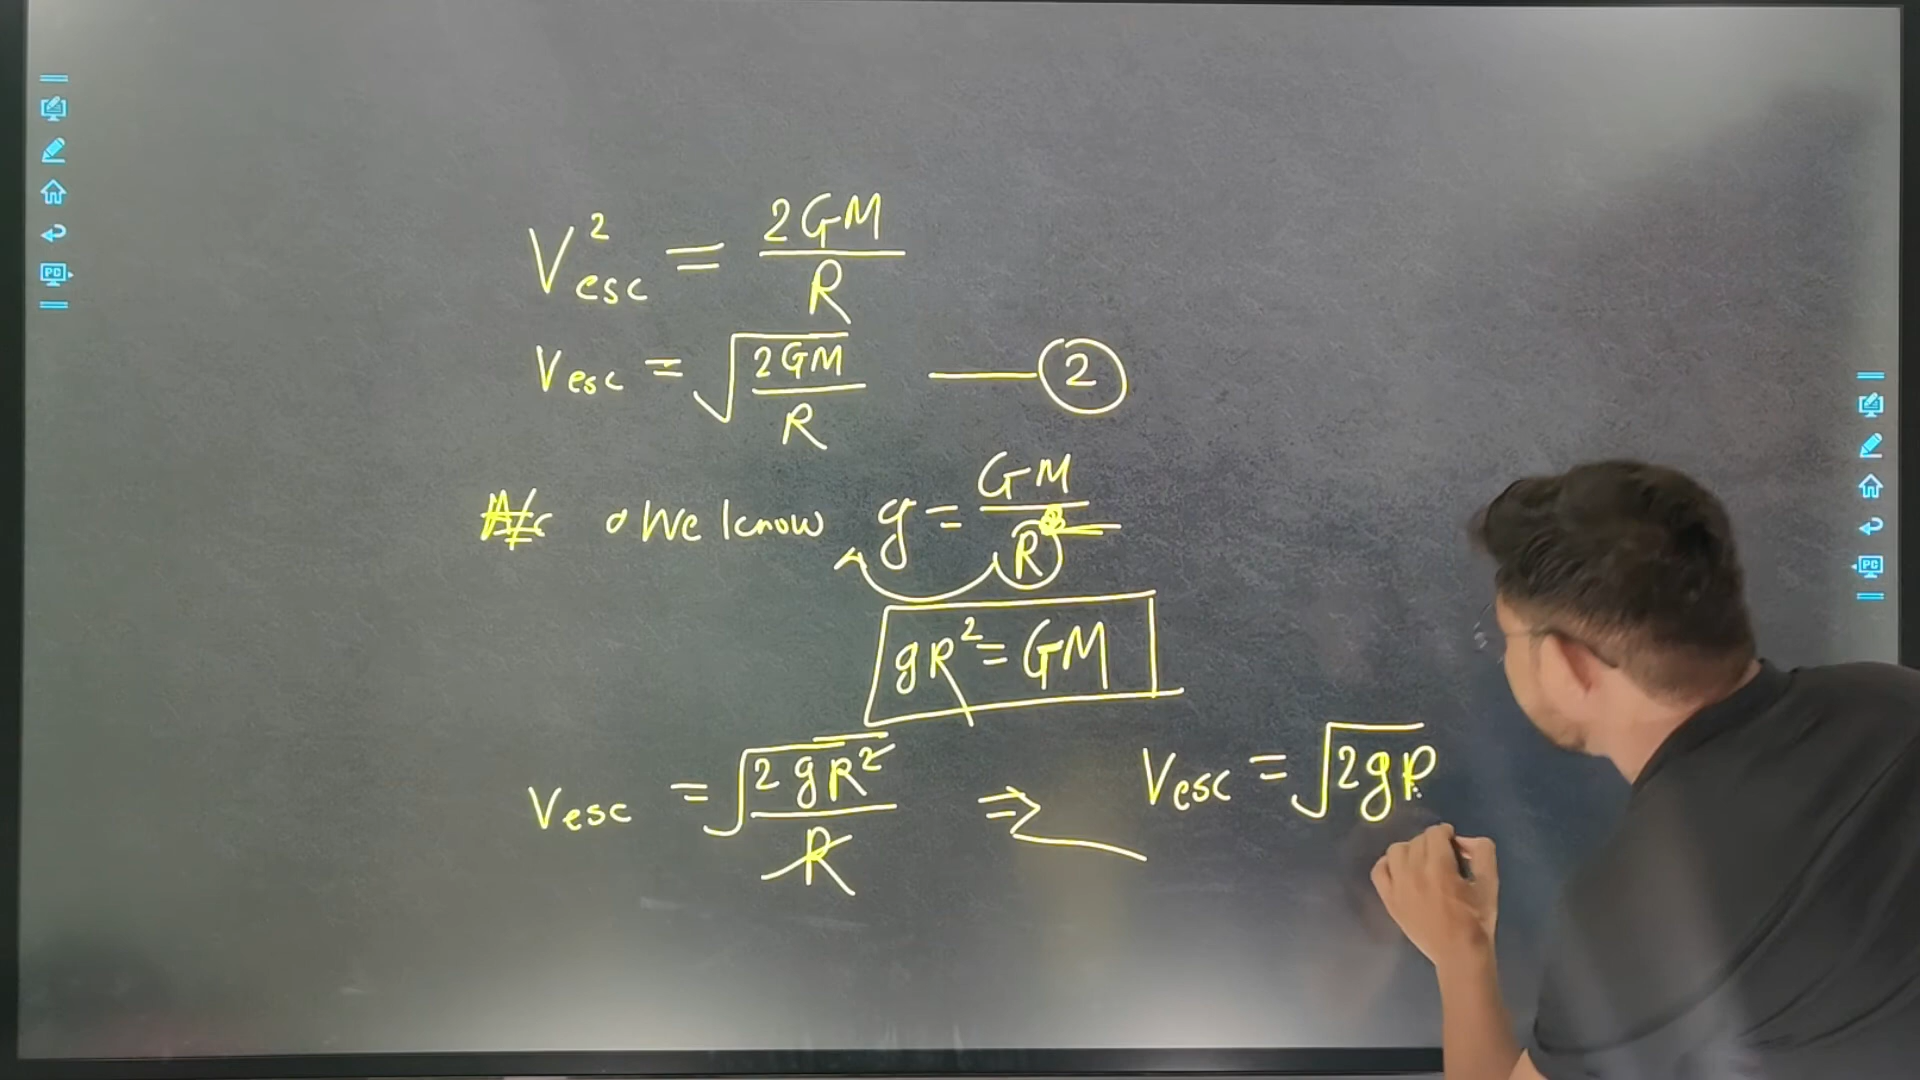 V²esc = 2GM/R
Vesc = √(2GM/R) — ②
We know g = GM/R²
gR² = GM
Vesc = √(2gR²/R) ⇒ Vesc = √2gR